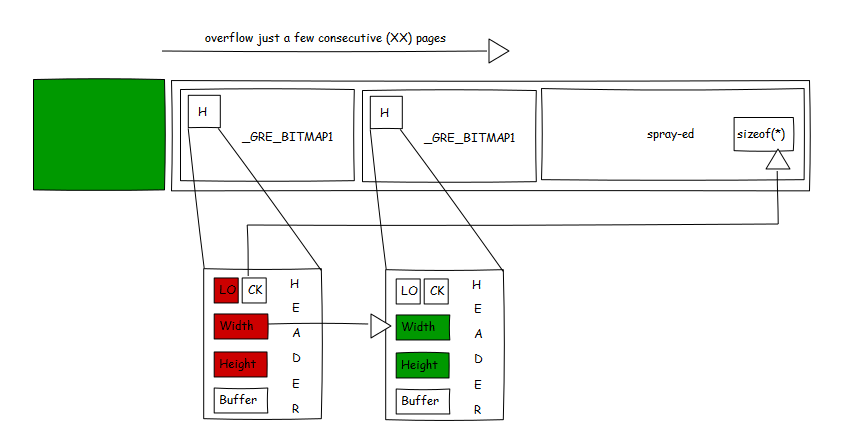 overflow just a few consecutive (XX) pages
H
_GRE_BITMAP1
H
_GRE_BITMAP1
spray-ed
sizeof(*)
LO
CK
Width
Height
Buffer
H
E
A
D
E
R
LO
CK
Width
Height
Buffer
H
E
A
D
E
R